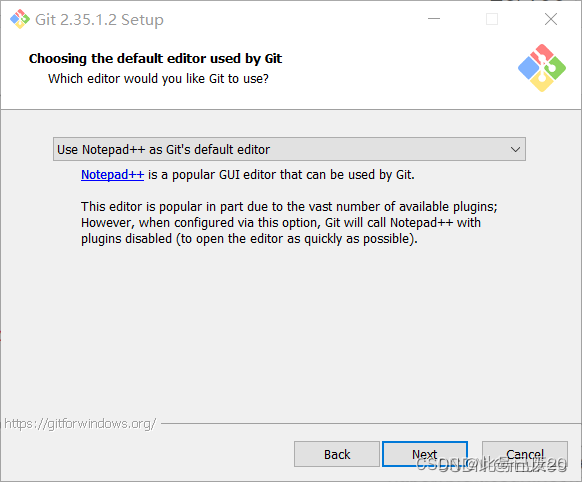 Git 2.35.1.2 Setup
Choosing the default editor used by Git
Which editor would you like Git to use?
Use Notepad++ as Git's default editor
Notepad++ is a popular GUI editor that can be used by Git.
This editor is popular in part due to the vast number of available plugins;
However, when configured via this option, Git will call Notepad++ with
plugins disabled (to open the editor as quickly as possible).
https://gitforwindows.org/
Back
Next
Cancel